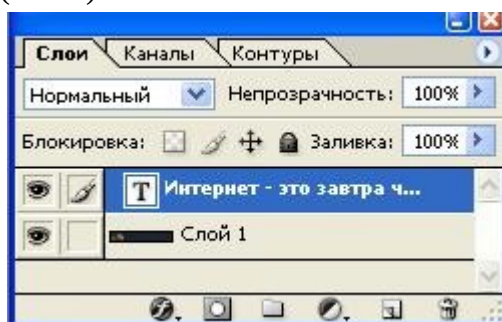 Слои Каналы Контуры
Нормальный Непрозрачность: 100%
Блокировка: Заливка: 100%
T Интернет - это завтра ч...
Слой 1